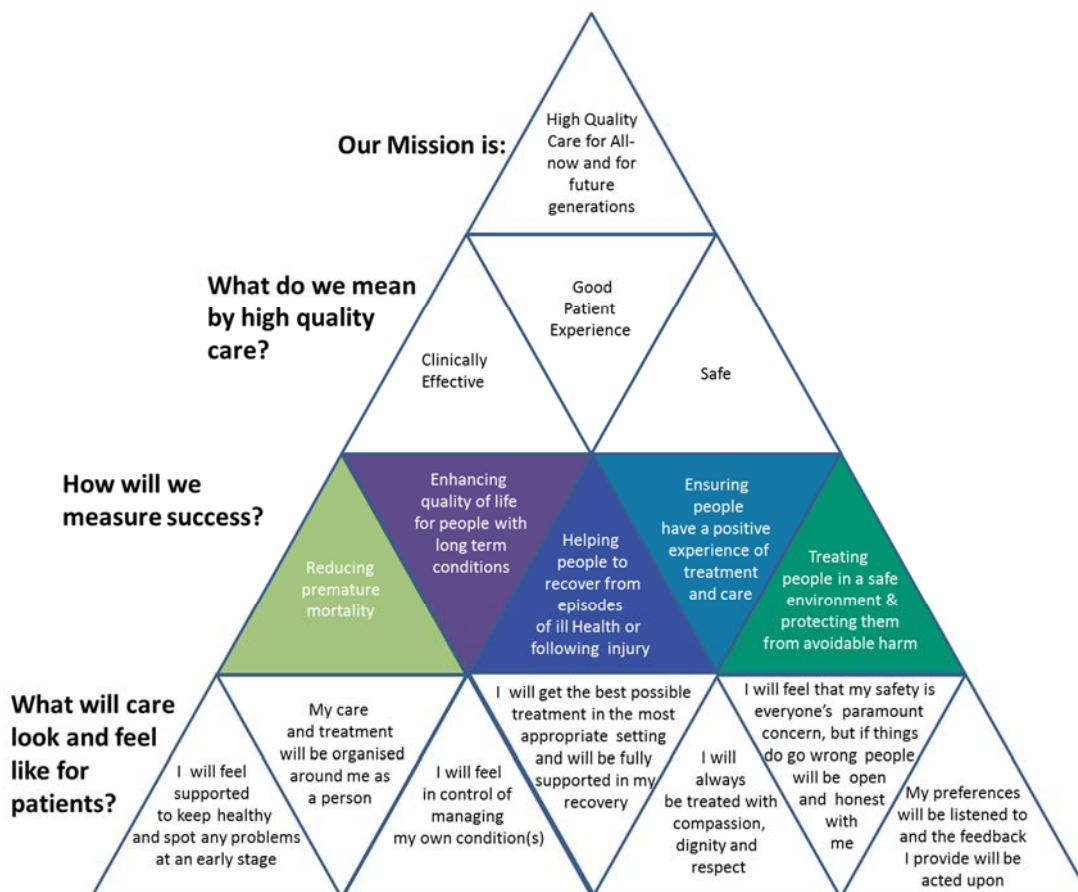 Our Mission is:
High Quality
Care for All-
now and for
future
generations
What do we mean
by high quality
care?
Clinically
Effective
Good
Patient
Experience
Safe
How will we
measure success?
Reducing
premature
mortality
Enhancing
quality of life
for people with
long term
conditions
Helping
people to
recover from
episodes
of ill Health or
following injury
Ensuring
people
have a positive
experience of
treatment
and care
Treating
people in a safe
environment &
protecting them
from avoidable harm
What will care
look and feel
like for
patients?
I will feel
supported
to keep healthy
and spot any problems
at an early stage
My care
and treatment
will be organised
around me as
a person
I will feel
in control of
managing
my own condition(s)
I will get the best possible
treatment in the most
appropriate setting
and will be fully
supported in my
recovery
I will
always
be treated with
compassion,
dignity and
respect
I will feel that my safety is
everyone's paramount
concern, but if things
do go wrong people
will be open
and honest
with
me
My preferences
will be listened to
and the feedback
I provide will be
acted upon